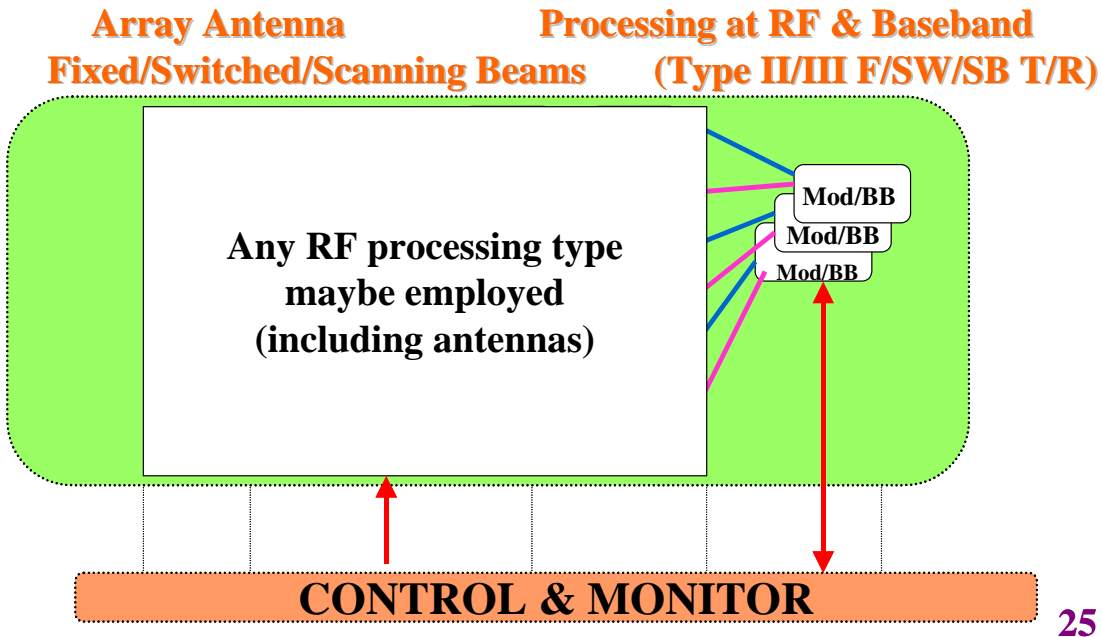 Array Antenna
Processing at RF & Baseband
Fixed/Switched/Scanning Beams
(Type II/III F/SW/SB T/R)
Any RF processing type
maybe employed
(including antennas)
Mod/BB
Mod/BB
Mod/BB
CONTROL & MONITOR
25